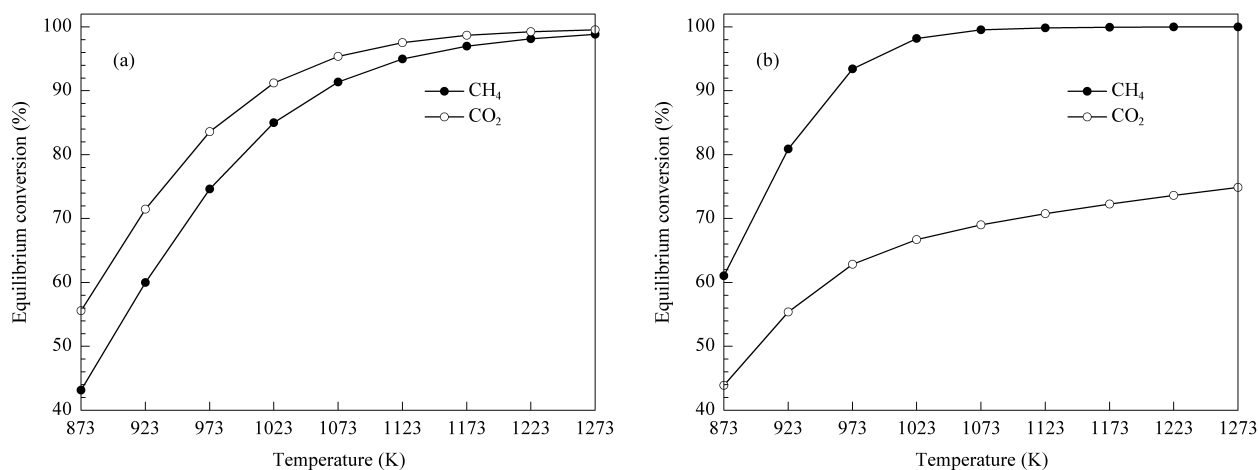 100
90
80
70
60
50
40
Equilibrium conversion (%)
(a)
CH₄
CO₂
873 923 973 1023 1073 1123 1173 1223 1273
Temperature (K)
100
90
80
70
60
50
40
Equilibrium conversion (%)
(b)
CH₄
CO₂
873 923 973 1023 1073 1123 1173 1223 1273
Temperature (K)